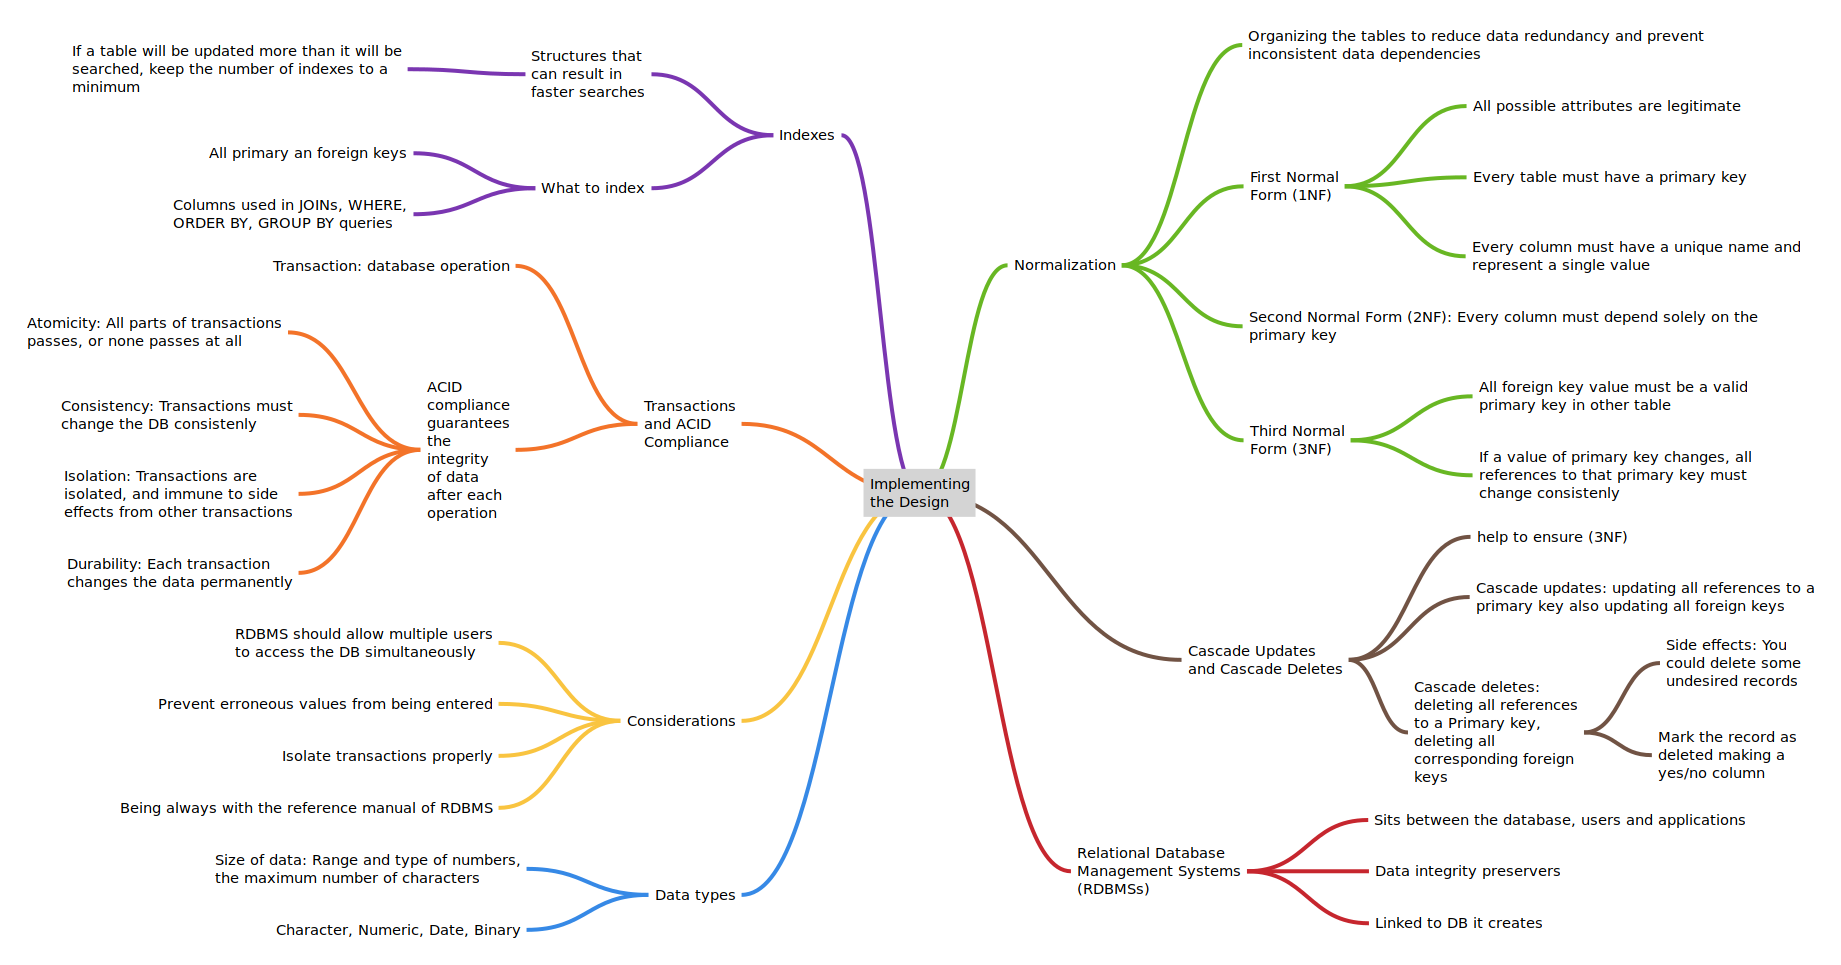 Implementing
the Design
Indexes
Structures that
can result in
faster searches
If a table will be updated more than it will be
searched, keep the number of indexes to a
minimum
What to index
All primary an foreign keys
Columns used in JOINs, WHERE,
ORDER BY, GROUP BY queries
Transactions
and ACID
Compliance
Transaction: database operation
ACID
compliance
guarantees
the
integrity
of data
after each
operation
Atomicity: All parts of transactions
passes, or none passes at all
Consistency: Transactions must
change the DB consistenly
Isolation: Transactions are
isolated, and immune to side
effects from other transactions
Durability: Each transaction
changes the data permanently
Considerations
RDBMS should allow multiple users
to access the DB simultaneously
Prevent erroneous values from being entered
Isolate transactions properly
Being always with the reference manual of RDBMS
Data types
Size of data: Range and type of numbers,
the maximum number of characters
Character, Numeric, Date, Binary
Normalization
Organizing the tables to reduce data redundancy and prevent
inconsistent data dependencies
First Normal
Form (1NF)
All possible attributes are legitimate
Every table must have a primary key
Every column must have a unique name and
represent a single value
Second Normal Form (2NF): Every column must depend solely on the
primary key
Third Normal
Form (3NF)
All foreign key value must be a valid
primary key in other table
If a value of primary key changes, all
references to that primary key must
change consistenly
Cascade Updates
and Cascade Deletes
help to ensure (3NF)
Cascade updates: updating all references to a
primary key also updating all foreign keys
Cascade deletes:
deleting all references
to a Primary key,
deleting all
corresponding foreign
keys
Side effects: You
could delete some
undesired records
Mark the record as
deleted making a
yes/no column
Relational Database
Management Systems
(RDBMSs)
Sits between the database, users and applications
Data integrity preservers
Linked to DB it creates